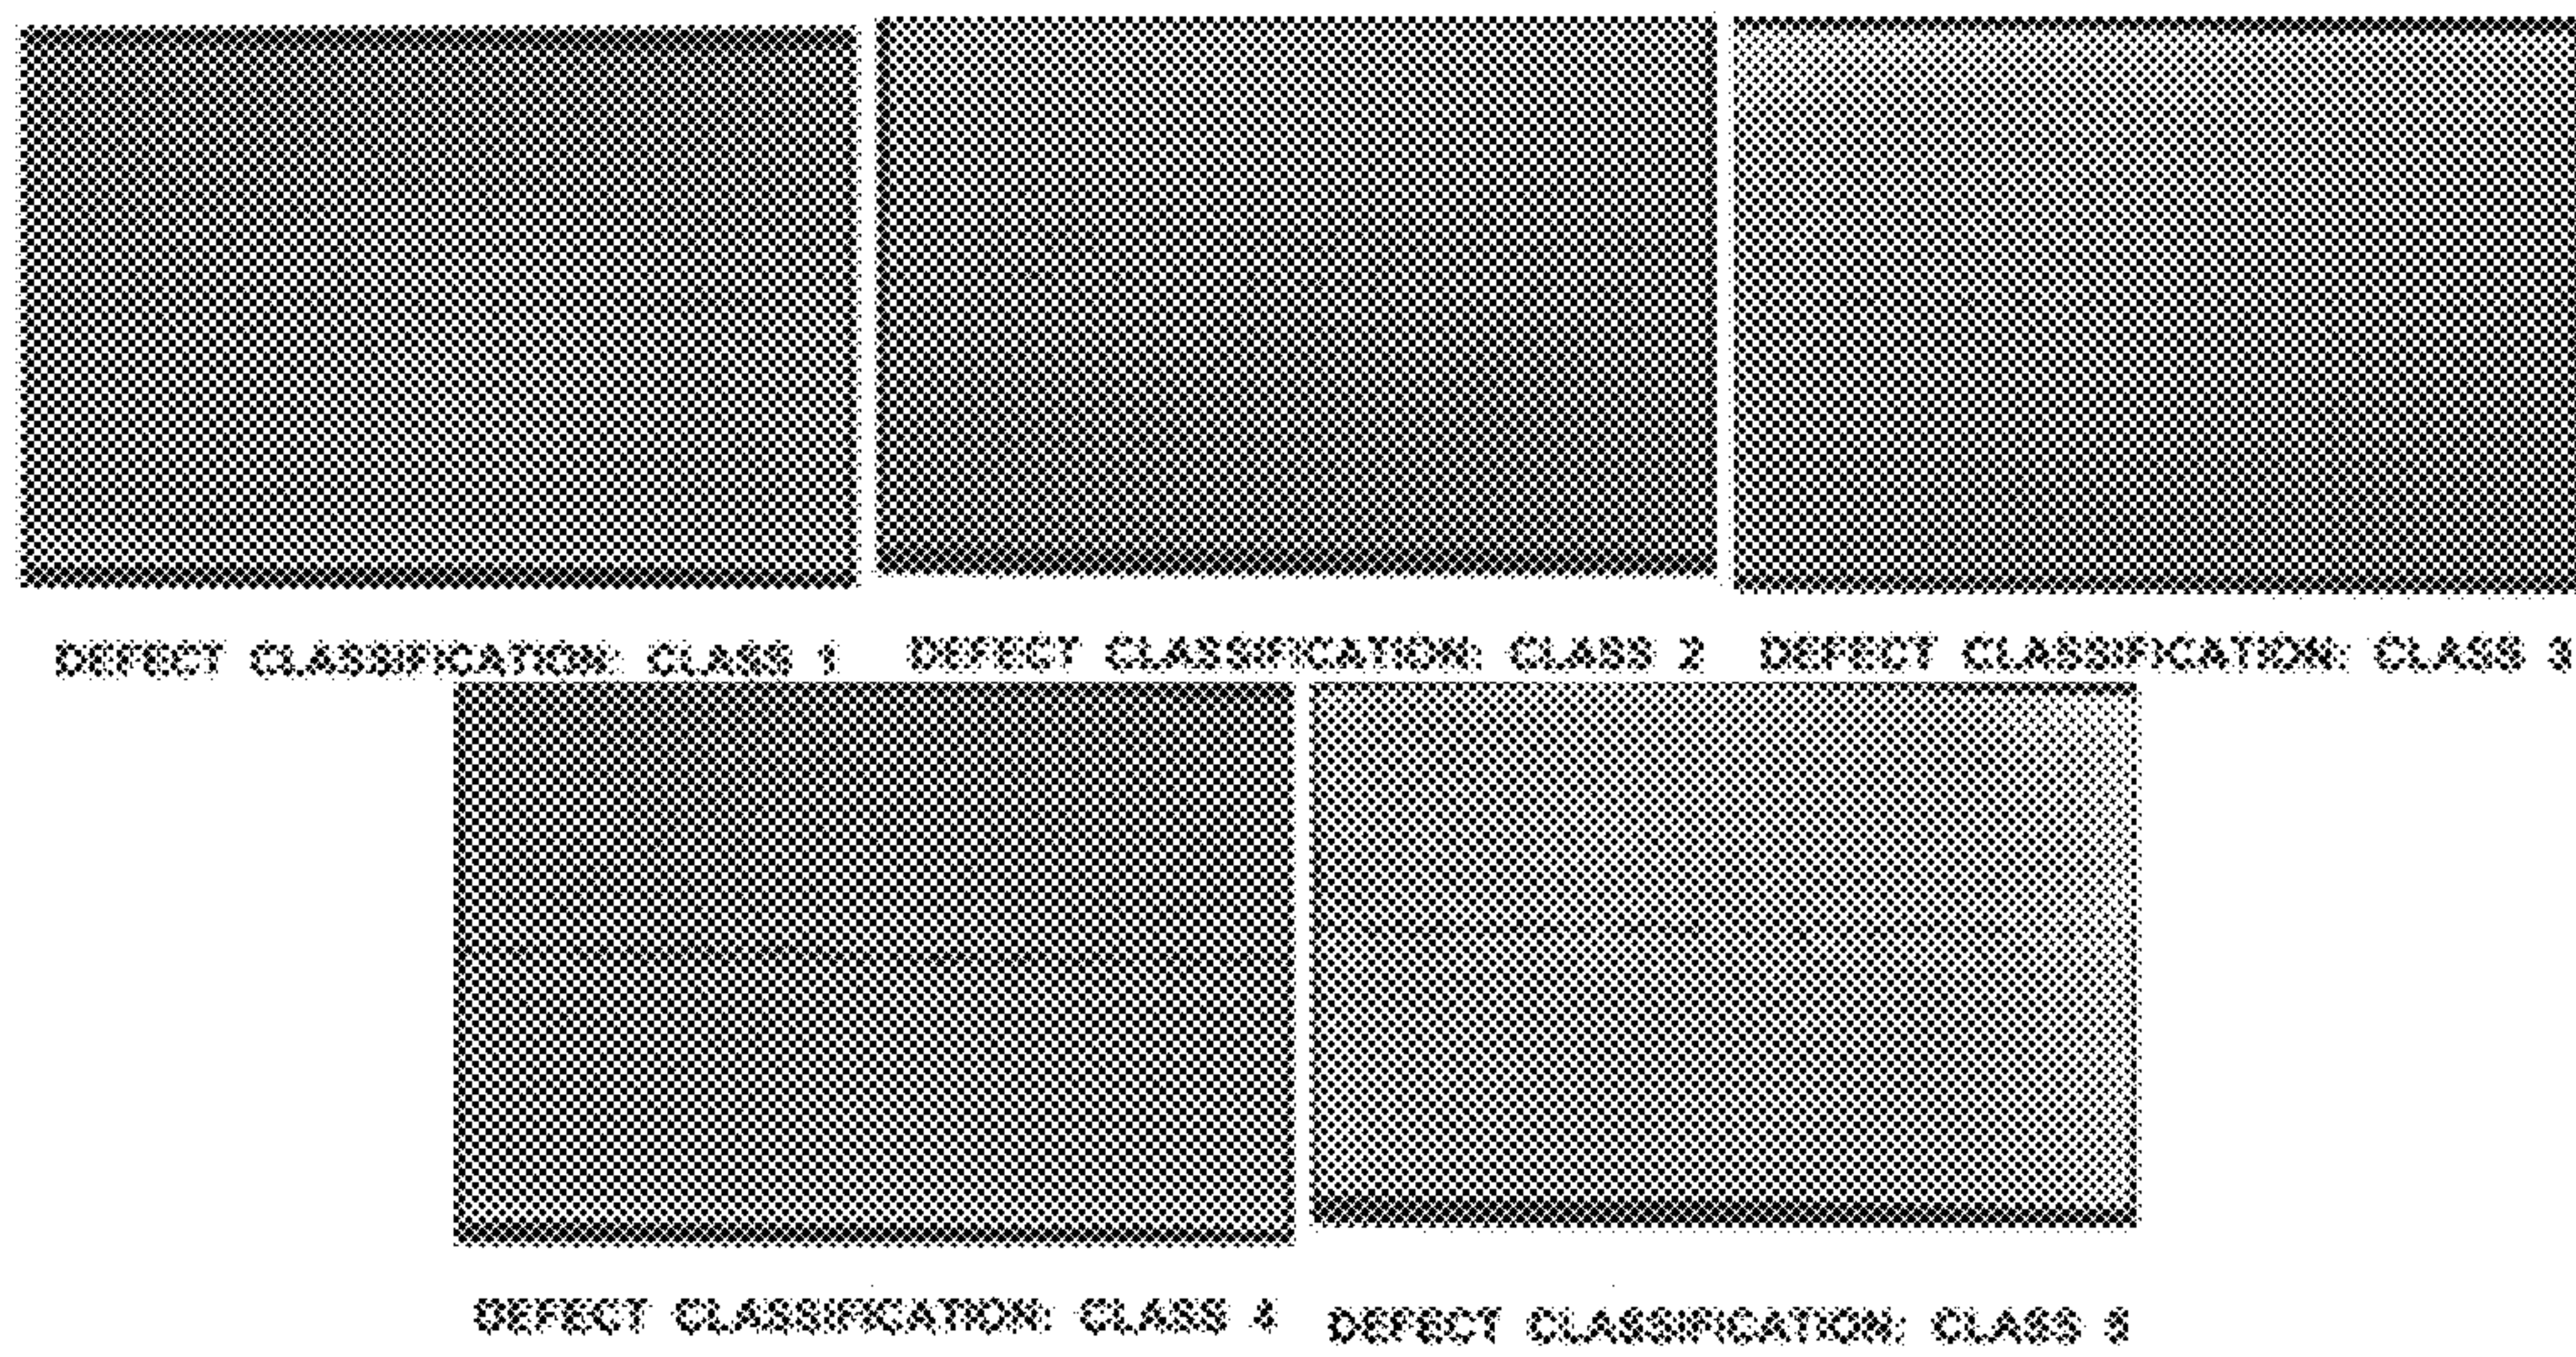 DEFECT CLASSIFICATION: CLASS 1
DEFECT CLASSIFICATION: CLASS 2
DEFECT CLASSIFICATION: CLASS 3
DEFECT CLASSIFICATION: CLASS 4
DEFECT CLASSIFICATION: CLASS 5